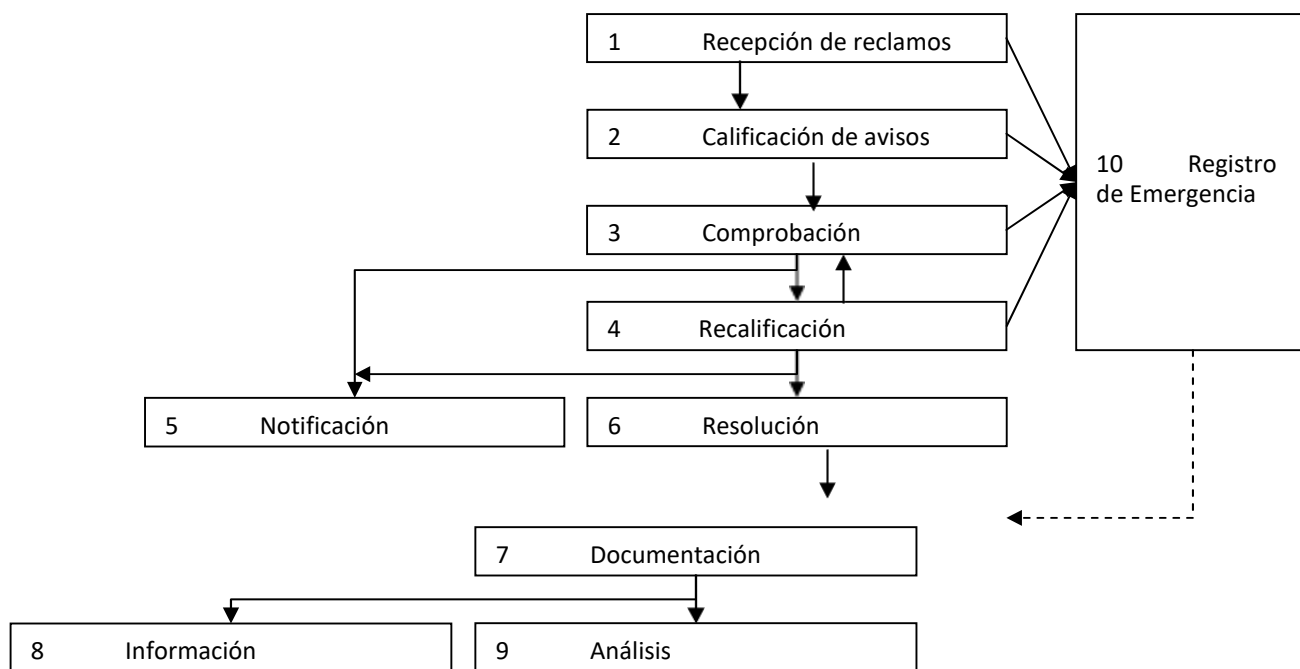 1 Recepción de reclamos
2 Calificación de avisos
10 Registro
de Emergencia
3 Comprobación
4 Recalificación
5 Notificación
6 Resolución
7 Documentación
8 Información
9 Análisis